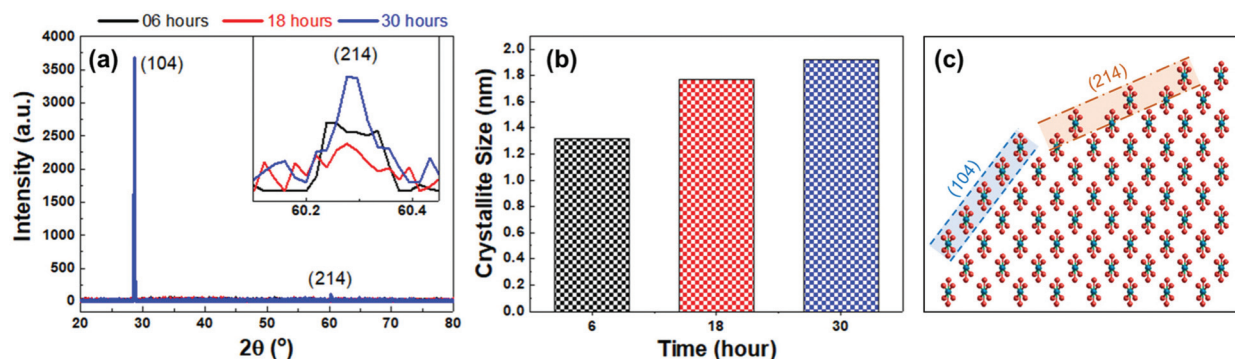 06 hours 18 hours 30 hours
(a)
(104)
(214)
(214)
60.2 60.4
4000
3500
3000
2500
2000
1500
1000
500
0
Intensity (a.u.)
20 30 40 50 60 70 80
2θ (°)
(b)
2.0
1.8
1.6
1.4
1.2
1.0
0.8
0.6
0.4
0.2
0.0
Crystallite Size (nm)
6 18 30
Time (hour)
(c)
(214)
(104)